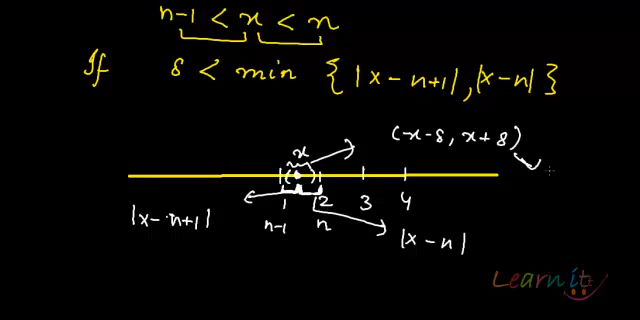 n-1 < x < n
If δ < min { |x - n+1| , |x - n| }
(x-δ, x+δ)
x
1 2 3 4
|x - n+1| n-1 n |x - n|
Learnit